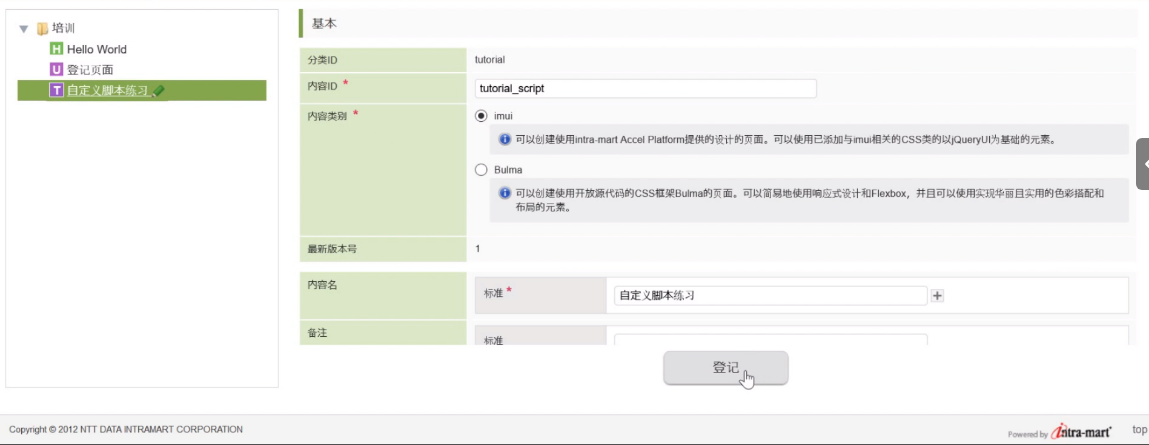 培训
H Hello World
U 登记页面
T 自定义脚本练习
基本
分类ID tutorial
内容ID * tutorial_script
内容类别 * imui
可以创建使用intra-mart Accel Platform提供的设计的页面。可以使用已添加与imui相关的CSS类的以jQueryUI为基础的元素。
Bulma
可以创建使用开放源代码的CSS框架Bulma的页面。可以简易地使用响应式设计和Flexbox，并且可以使用实现华丽且实用的色彩搭配和
布局的元素。
最新版本号 1
内容名 标准 * 自定义脚本练习
备注 标准
登记
Copyright © 2012 NTT DATA INTRAMART CORPORATION
Powered by intra-mart
top